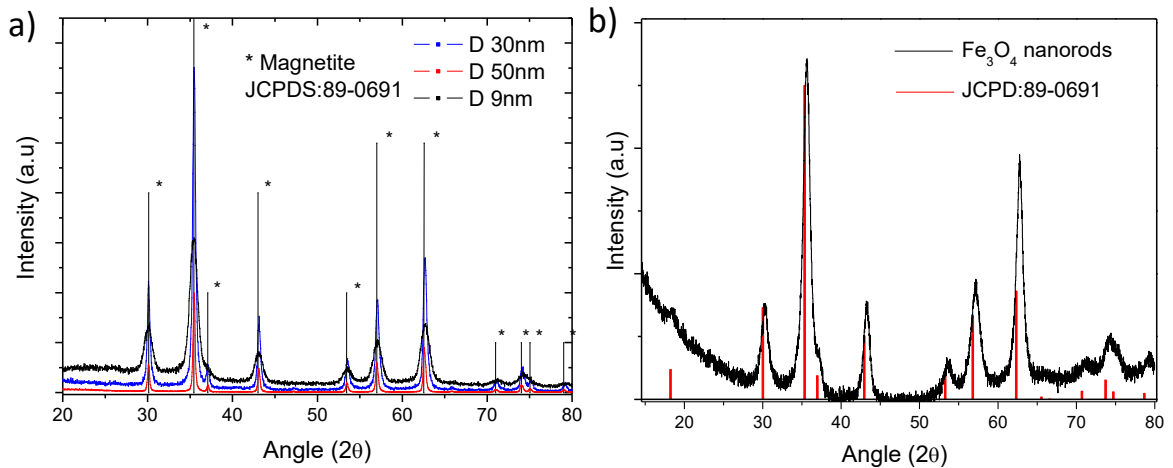 a)
* Magnetite
JCPDS:89-0691
D 30nm
D 50nm
D 9nm
*
*
*
*
*
*
*
*
*
*
*
Intensity (a.u)
20 30 40 50 60 70 80
Angle (2θ)
b)
Fe₃O₄ nanorods
JCPD:89-0691
Intensity (a.u)
20 30 40 50 60 70 80
Angle (2θ)